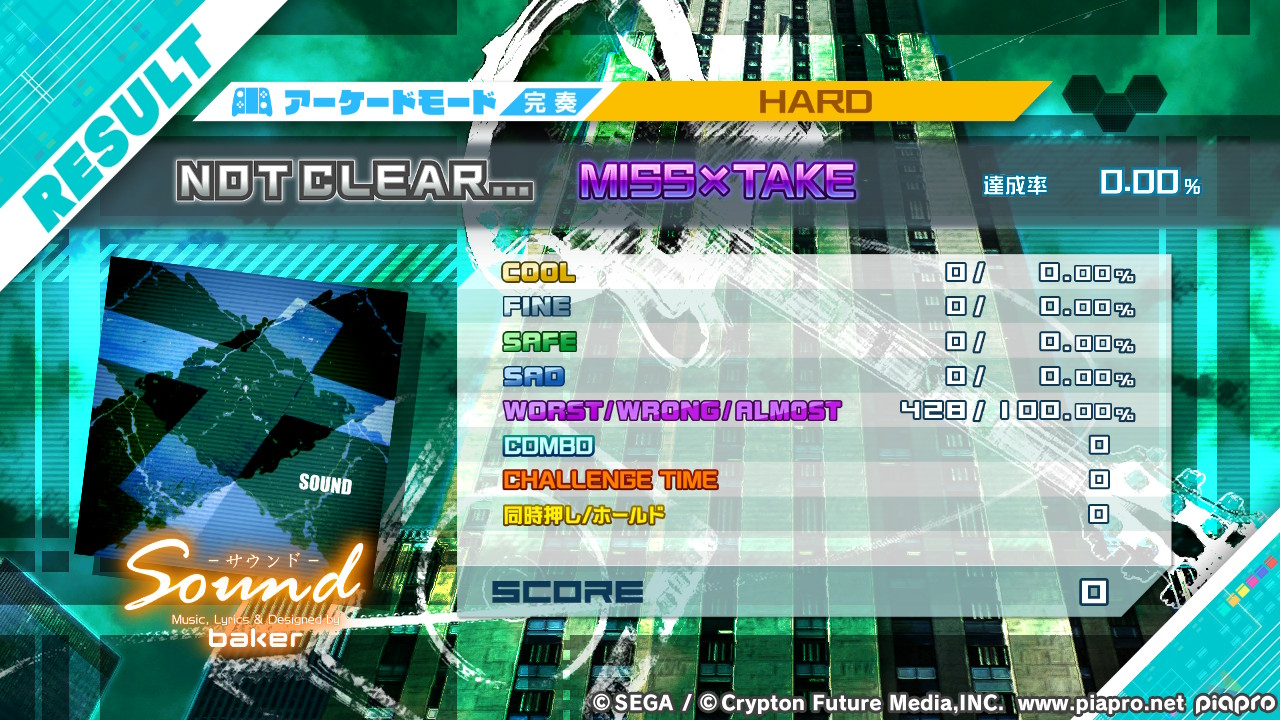 RESULT
アーケードモード 完奏 HARD
NOT CLEAR... MISS×TAKE 達成率 0.00%
COOL 0/ 0.00%
FINE 0/ 0.00%
SAFE 0/ 0.00%
SAD 0/ 0.00%
WORST/WRONG/ALMOST 428/100.00%
COMBO 0
CHALLENGE TIME 0
同時押し/ホールド 0
SCORE 0
SOUND
－サウンド－
Sound
Music, Lyrics & Designed by
baker
©SEGA / ©Crypton Future Media,INC. www.piapro.net piapro